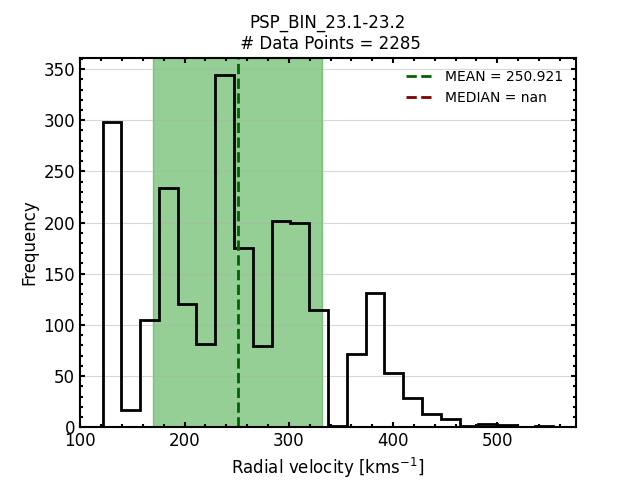 PSP_BIN_23.1-23.2
# Data Points = 2285
MEAN = 250.921
MEDIAN = nan
350
300
250
200
150
100
50
0
Frequency
100 200 300 400 500
Radial velocity [kms⁻¹]